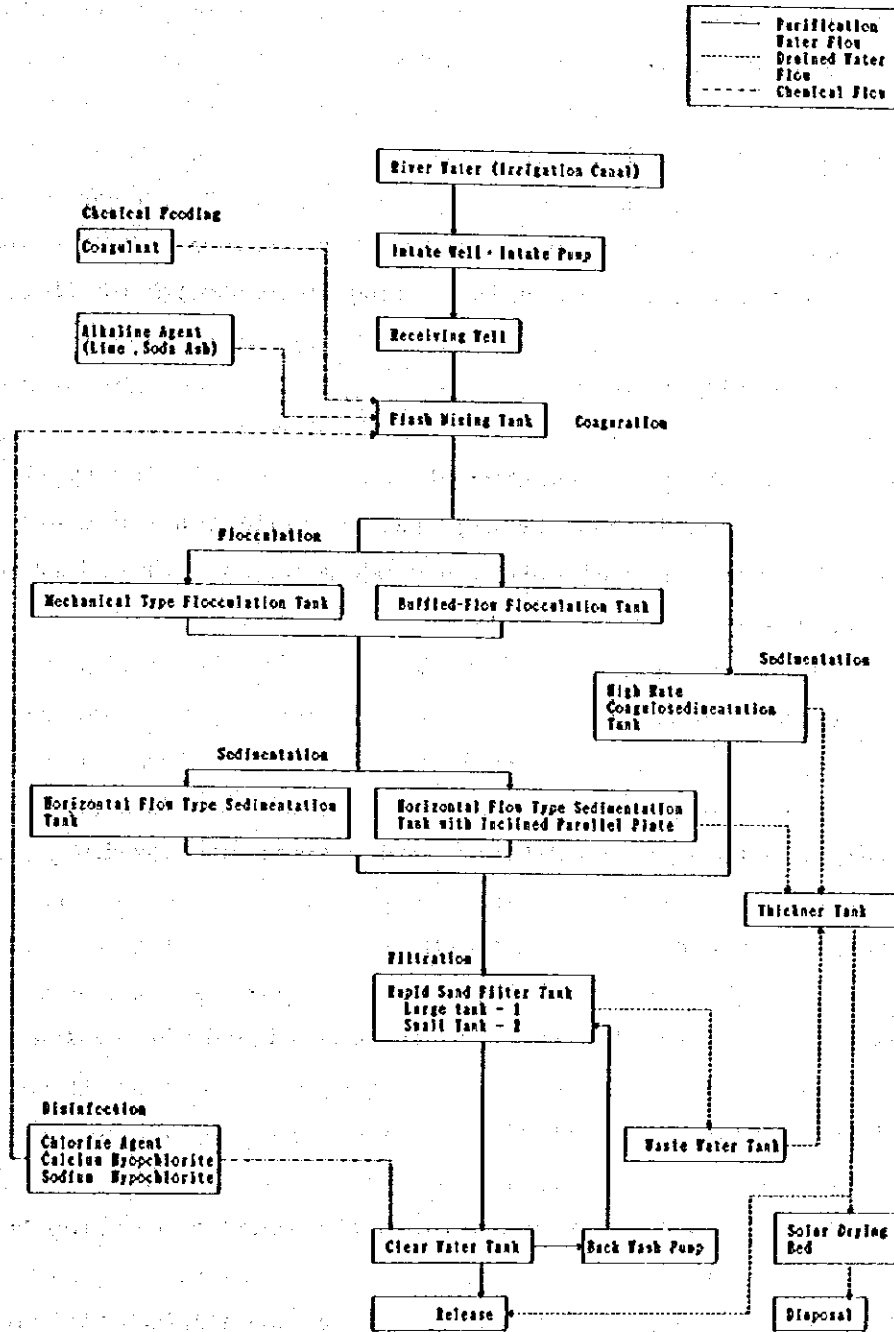 Purification
Water Flow
Drained Water
Flow
Chemical Flow
River Water (Irrigation Canal)
Chemical Feeding
Coagulant
Intake Well · Intake Pump
Alkaline Agent
(Lime , Soda Ash)
Receiving Well
Flash Mixing Tank
Coaguration
Flocculation
Mechanical Type Flocculation Tank
Buffled-Flow Flocculation Tank
Sedimentation
High Rate
Coagulosedimentation
Tank
Sedimentation
Horizontal Flow Type Sedimentation
Tank
Horizontal Flow Type Sedimentation
Tank with Inclined Parallel Plate
Thickner Tank
Filtration
Rapid Sand Filter Tank
Large tank - 1
Small Tank - 2
Disinfection
Chlorine Agent
Calcium Hypochlorite
Sodium Hypochlorite
Waste Water Tank
Clear Water Tank
Back Wash Pump
Solar Drying
Bed
Release
Disposal